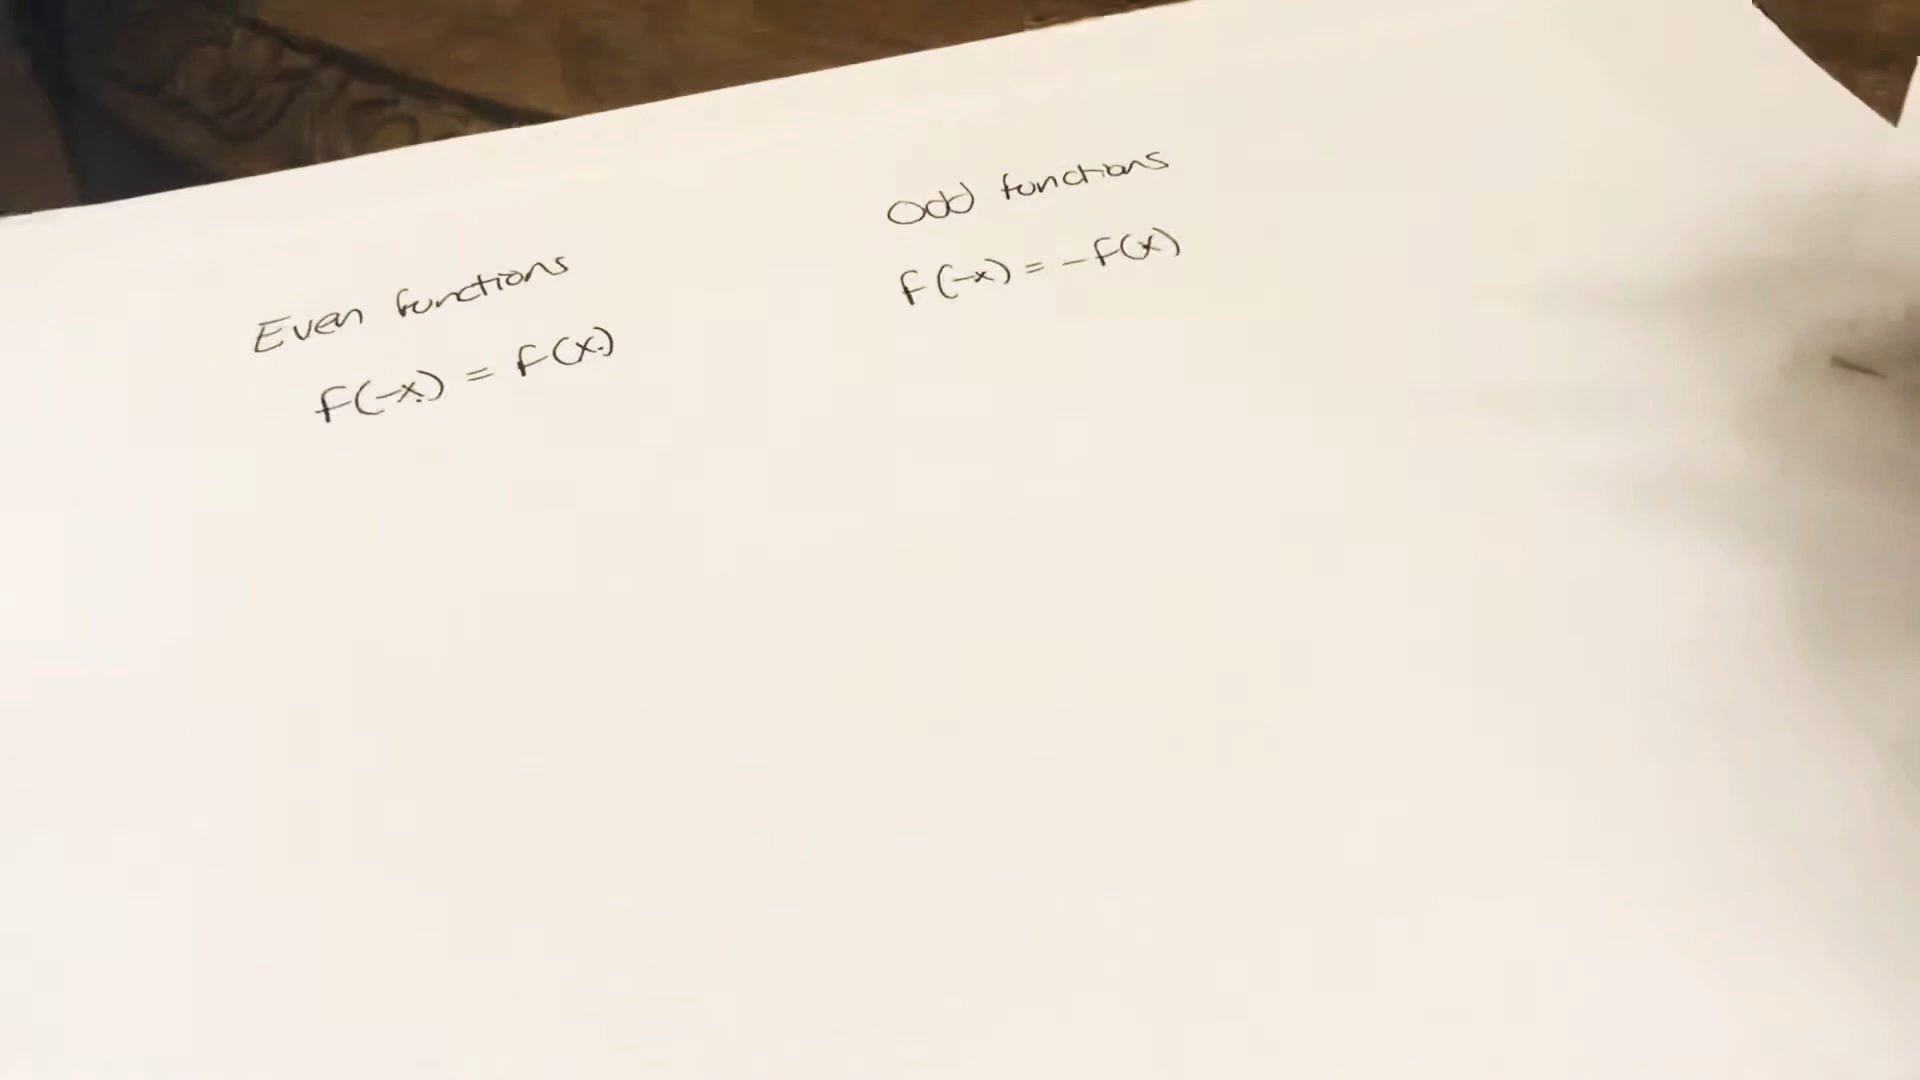 Even functions
f(-x) = f(x)
Odd functions
f(-x) = -f(x)